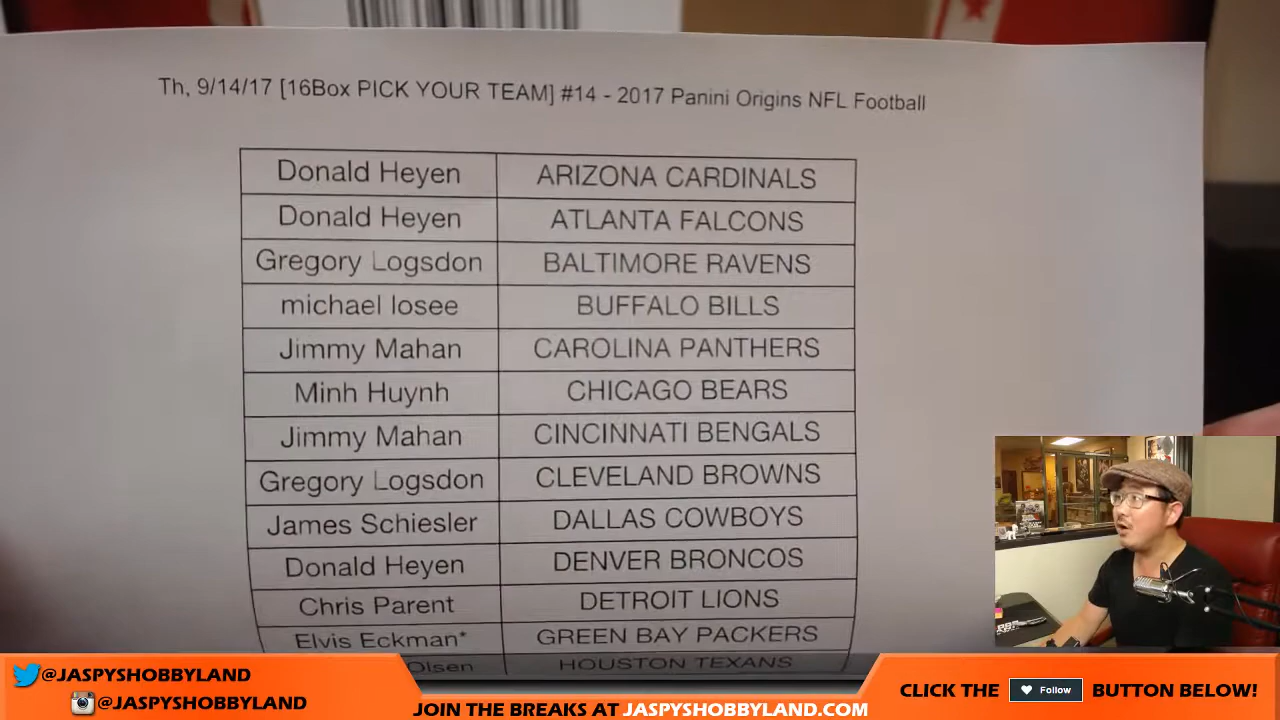 Th, 9/14/17 [16Box PICK YOUR TEAM] #14 - 2017 Panini Origins NFL Football
Donald Heyen ARIZONA CARDINALS
Donald Heyen ATLANTA FALCONS
Gregory Logsdon BALTIMORE RAVENS
michael losee BUFFALO BILLS
Jimmy Mahan CAROLINA PANTHERS
Minh Huynh CHICAGO BEARS
Jimmy Mahan CINCINNATI BENGALS
Gregory Logsdon CLEVELAND BROWNS
James Schiesler DALLAS COWBOYS
Donald Heyen DENVER BRONCOS
Chris Parent DETROIT LIONS
Elvis Eckman* GREEN BAY PACKERS
Olsen HOUSTON TEXANS
@JASPYSHOBBYLAND
@JASPYSHOBBYLAND
JOIN THE BREAKS AT JASPYSHOBBYLAND.COM
CLICK THE Follow BUTTON BELOW!